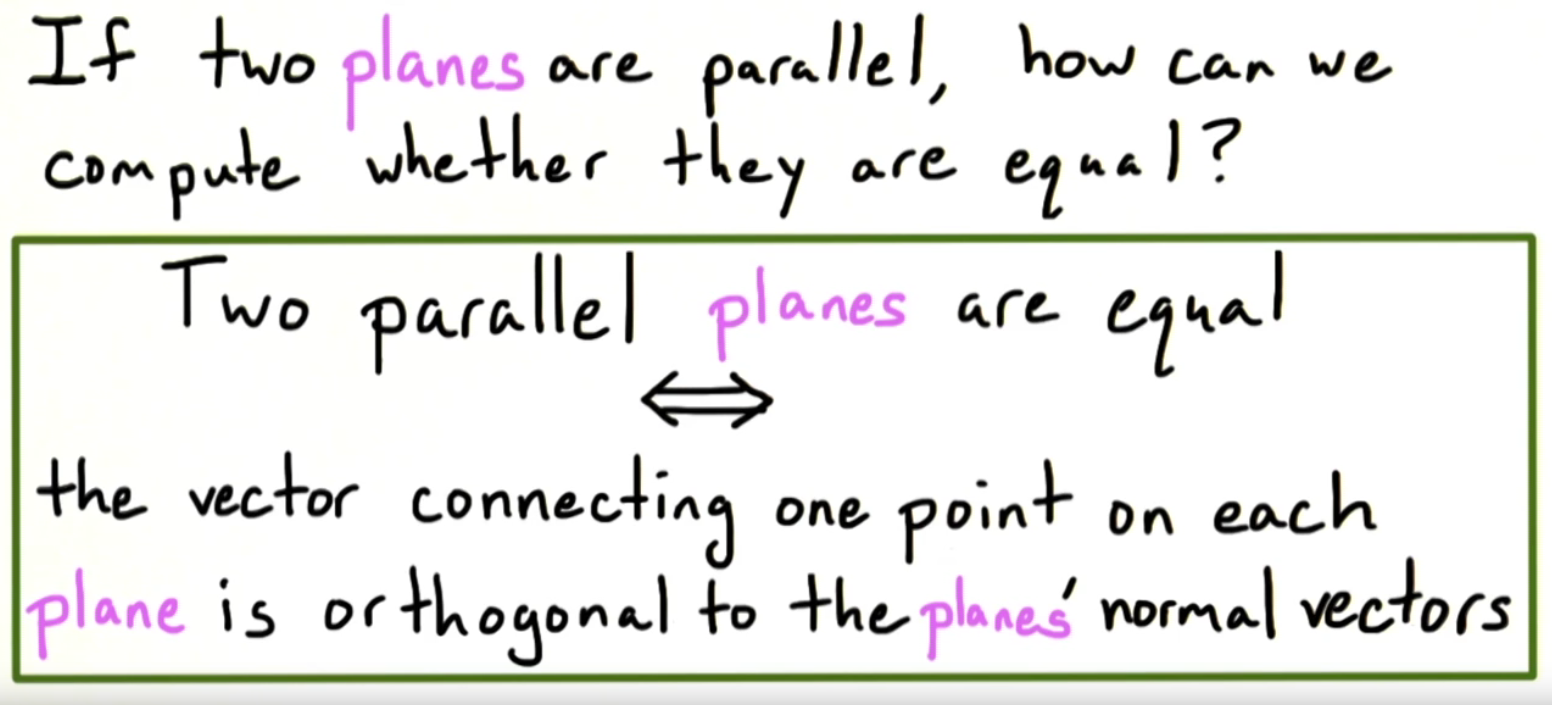 If two planes are parallel, how can we
compute whether they are equal?
Two parallel planes are equal
⟺
the vector connecting one point on each
plane is orthogonal to the planes' normal vectors